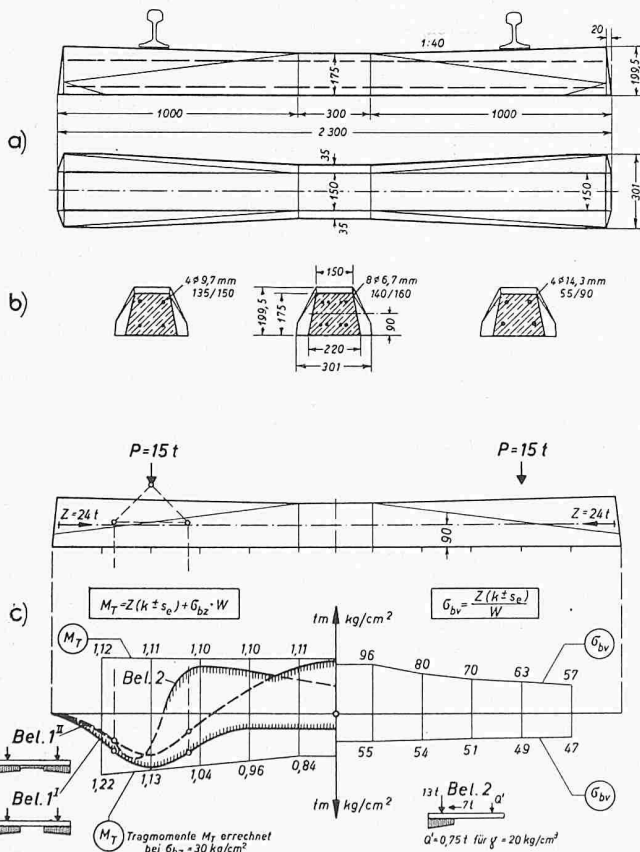 1:40
20
175
199,5
1000 300 1000
2 300
a)
35
150
35
150
301
b)
4 ϕ 9,7 mm
135/150
150
8 ϕ 6,7 mm
140/160
4 ϕ 14,3 mm
55/90
199,5
175
90
220
301
P=15 t P=15 t
Z=24 t Z=24 t
90
c)
M_T=Z(k ± s_e)+σ_bz·W
tm kg/cm²
σ_bv= Z(k ± s_e)
W
M_T
1,12 1,11 1,10 1,10 1,11
96 80 70 63 57
σ_bv
Bel.2
Bel.1ᴵᴵ
55 54 51 49 47
1,22 1,13 1,04 0,96 0,84
σ_bv
Bel.1ᴵ
tm kg/cm²
13 t Bel.2
7t Q'
M_T Tragmomente M_T errechnet
bei σ_bz=30 kg/cm²
Q'=0,75 t für γ=20 kg/cm³